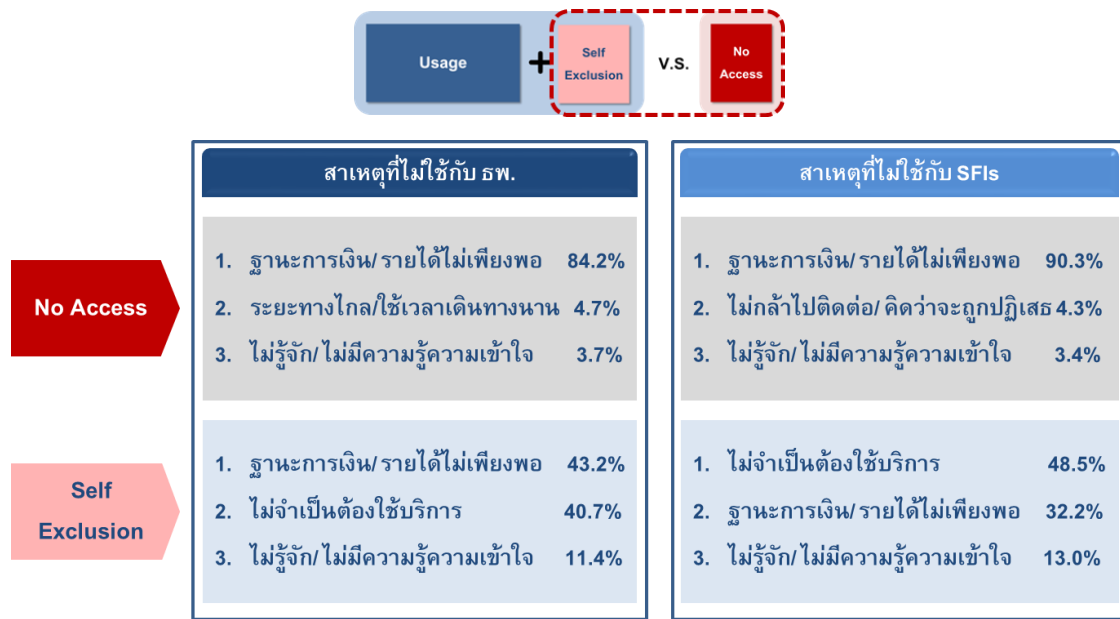 Usage
+
Self
Exclusion
V.S.
No
Access
สาเหตุที่ไม่ใช้กับ ธพ.
สาเหตุที่ไม่ใช้กับ SFIs
No Access
1. ฐานะการเงิน/ รายได้ไม่เพียงพอ 84.2%
2. ระยะทางไกล/ใช้เวลาเดินทางนาน 4.7%
3. ไม่รู้จัก/ ไม่มีความรู้ความเข้าใจ 3.7%
1. ฐานะการเงิน/ รายได้ไม่เพียงพอ 90.3%
2. ไม่กล้าไปติดต่อ/ คิดว่าจะถูกปฏิเสธ 4.3%
3. ไม่รู้จัก/ ไม่มีความรู้ความเข้าใจ 3.4%
Self
Exclusion
1. ฐานะการเงิน/ รายได้ไม่เพียงพอ 43.2%
2. ไม่จำเป็นต้องใช้บริการ 40.7%
3. ไม่รู้จัก/ ไม่มีความรู้ความเข้าใจ 11.4%
1. ไม่จำเป็นต้องใช้บริการ 48.5%
2. ฐานะการเงิน/ รายได้ไม่เพียงพอ 32.2%
3. ไม่รู้จัก/ ไม่มีความรู้ความเข้าใจ 13.0%